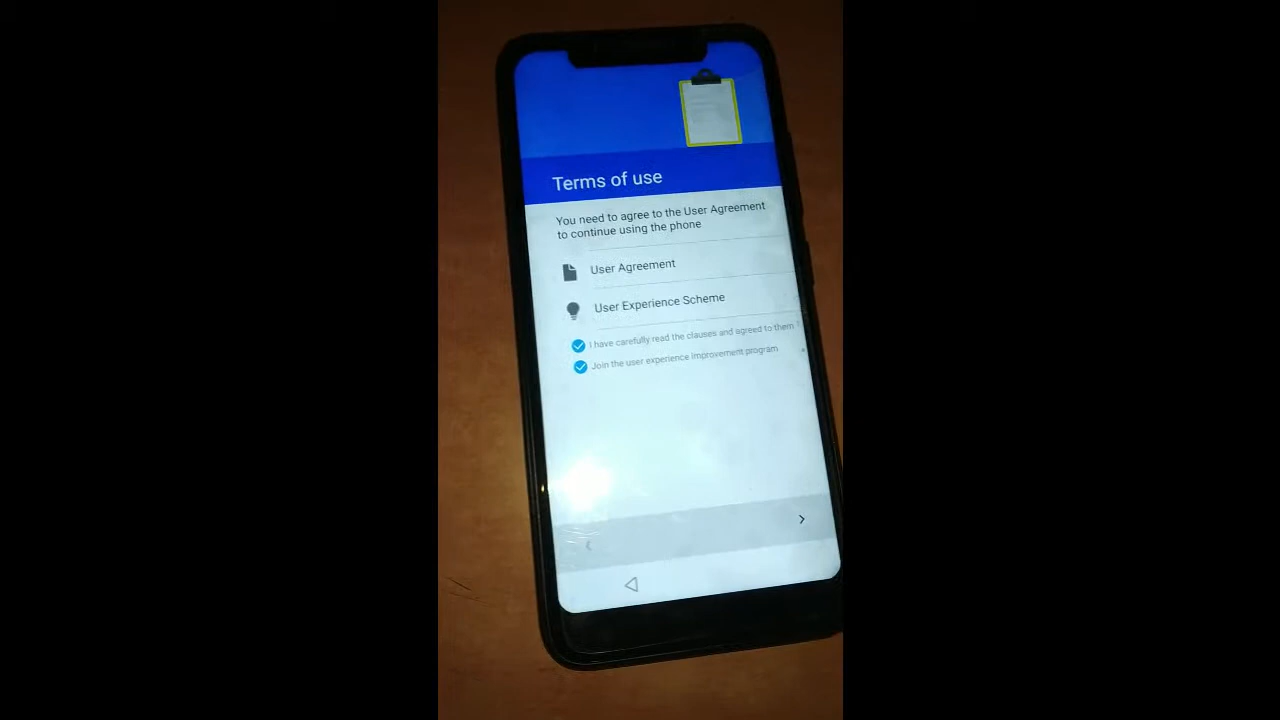 Terms of use
You need to agree to the User Agreement
to continue using the phone
User Agreement
User Experience Scheme
I have carefully read the clauses and agreed to them
Join the user experience improvement program